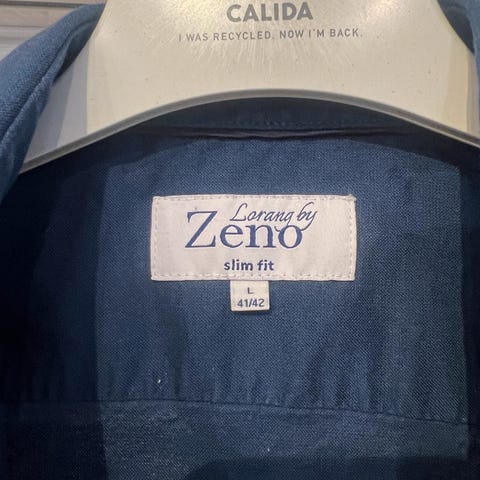 CALIDA
I WAS RECYCLED. NOW I'M BACK.
Lorang by
Zeno
slim fit
L
41/42